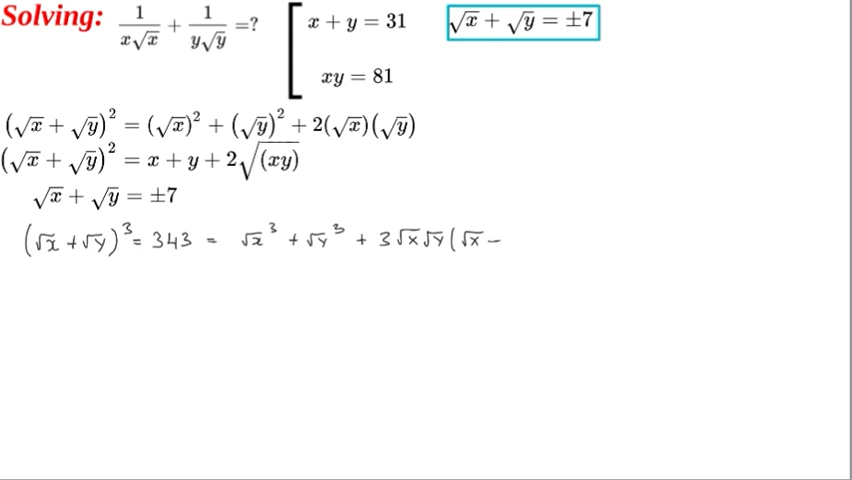 Solving: 1/(x√x) + 1/(y√y) =? [ x + y = 31 √x + √y = ±7
xy = 81
(√x + √y)² = (√x)² + (√y)² + 2(√x)(√y)
(√x + √y)² = x + y + 2√(xy)
√x + √y = ±7
(√x + √y)³ = 343 = √x³ + √y³ + 3√x√y(√x −